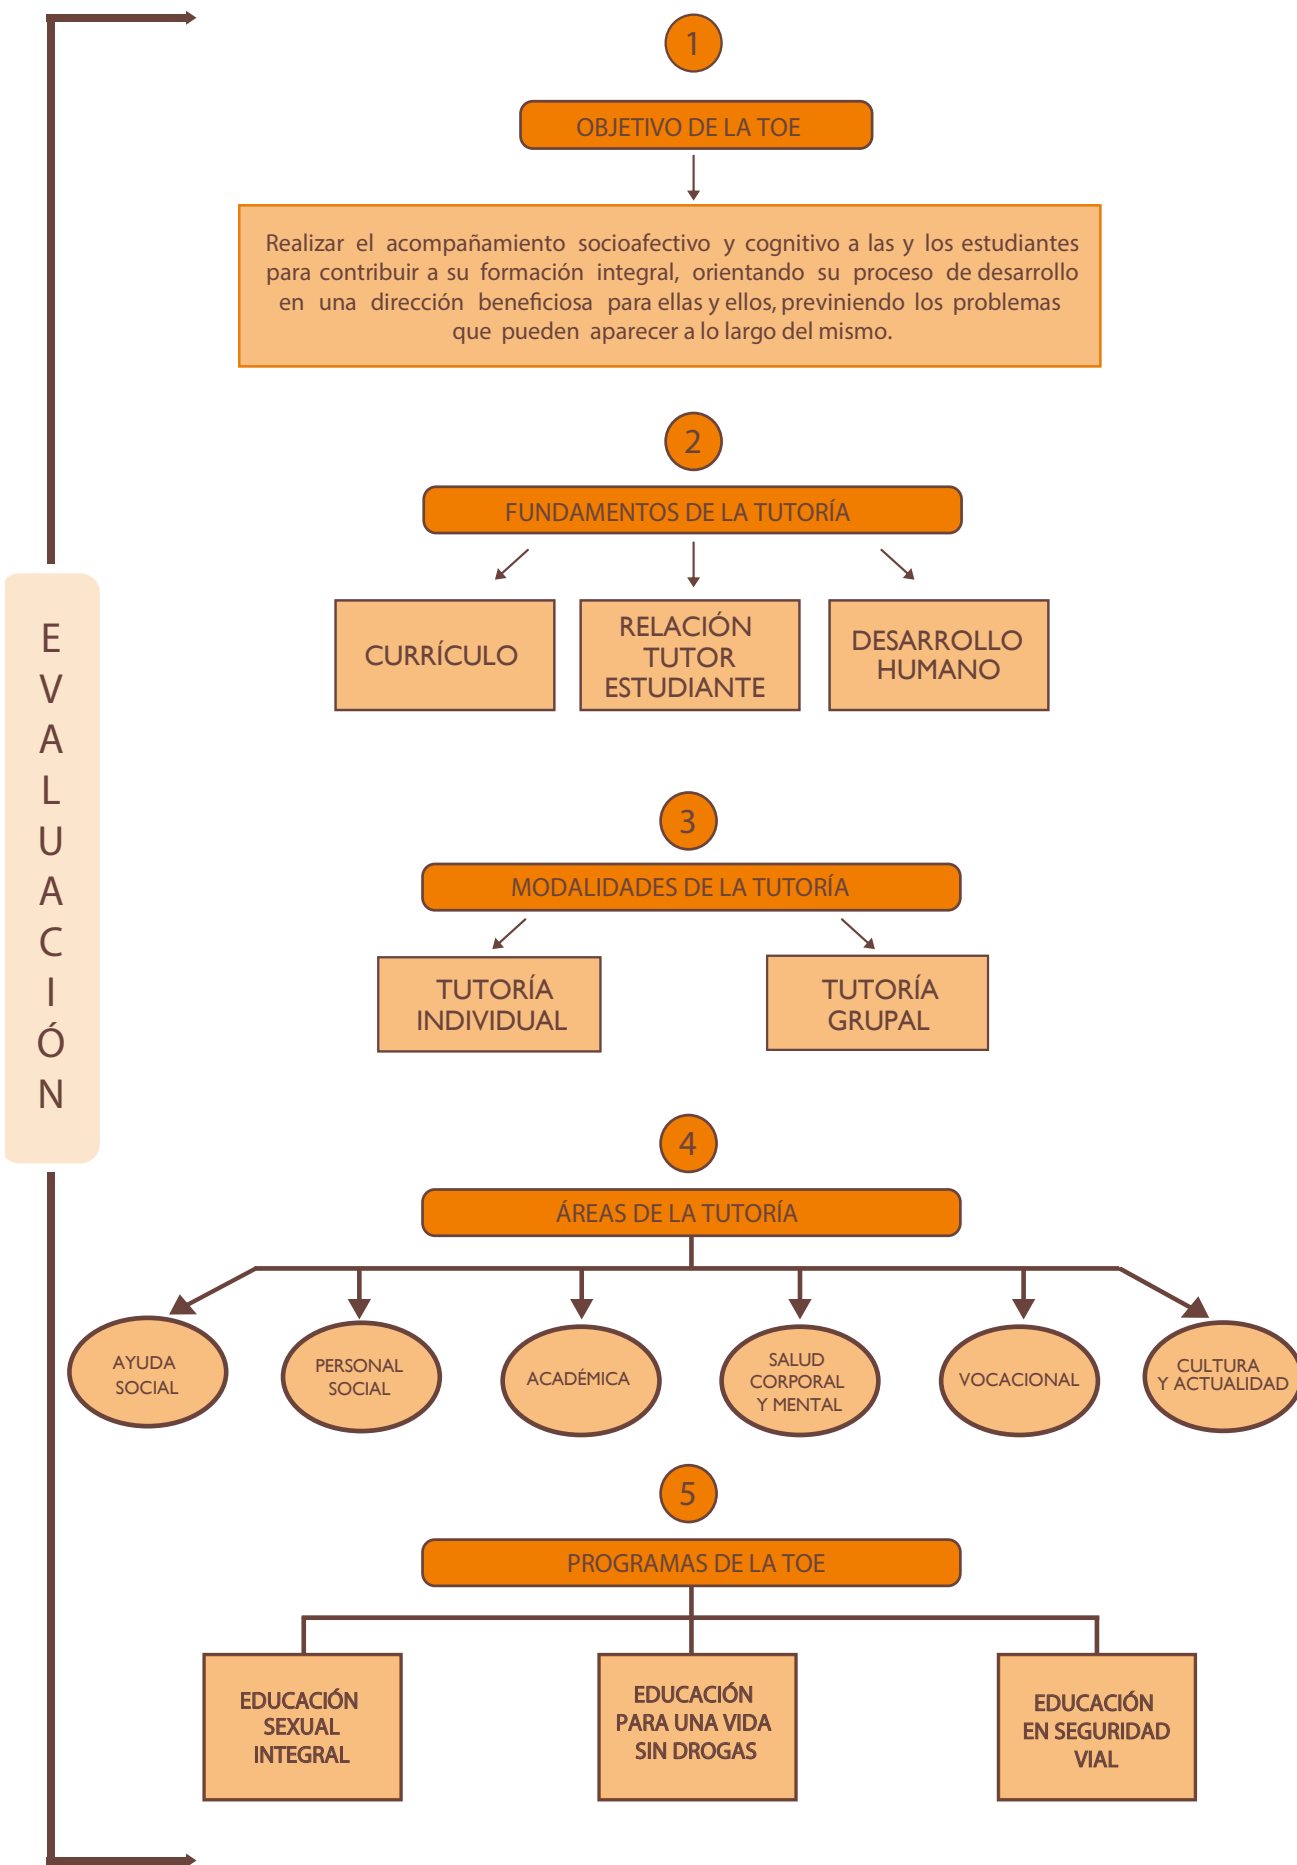 1
OBJETIVO DE LA TOE
Realizar el acompañamiento socioafectivo y cognitivo a las y los estudiantes
para contribuir a su formación integral, orientando su proceso de desarrollo
en una dirección beneficiosa para ellas y ellos, previniendo los problemas
que pueden aparecer a lo largo del mismo.
2
FUNDAMENTOS DE LA TUTORÍA
CURRÍCULO
RELACIÓN
TUTOR
ESTUDIANTE
DESARROLLO
HUMANO
E
V
A
L
U
A
C
I
Ó
N
3
MODALIDADES DE LA TUTORÍA
TUTORÍA
INDIVIDUAL
TUTORÍA
GRUPAL
4
ÁREAS DE LA TUTORÍA
AYUDA
SOCIAL
PERSONAL
SOCIAL
ACADÉMICA
SALUD
CORPORAL
Y MENTAL
VOCACIONAL
CULTURA
Y ACTUALIDAD
5
PROGRAMAS DE LA TOE
EDUCACIÓN
SEXUAL
INTEGRAL
EDUCACIÓN
PARA UNA VIDA
SIN DROGAS
EDUCACIÓN
EN SEGURIDAD
VIAL